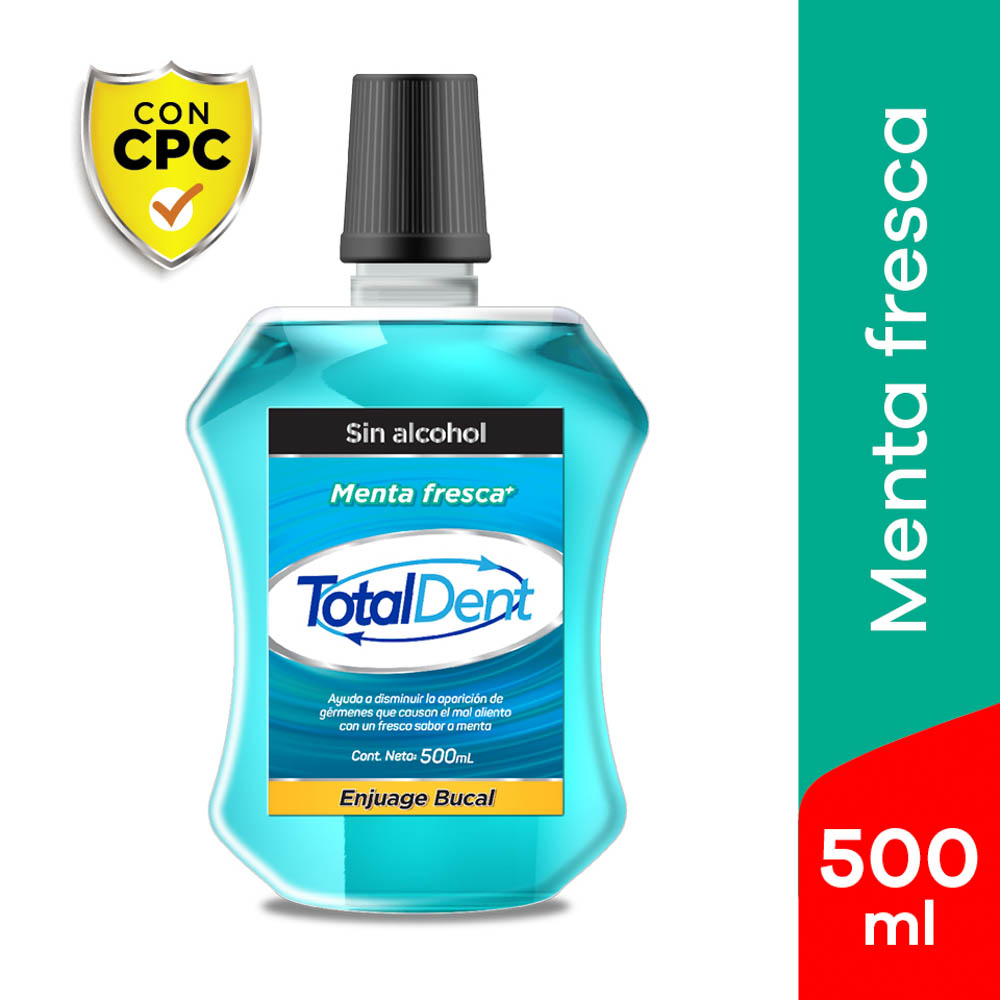 CON
CPC
Sin alcohol
Menta fresca+
TotalDent
Ayuda a disminuir la aparición de
gérmenes que causan el mal aliento
con un fresco sabor a menta
Cont. Neto: 500mL
Enjuage Bucal
Menta fresca
500
ml